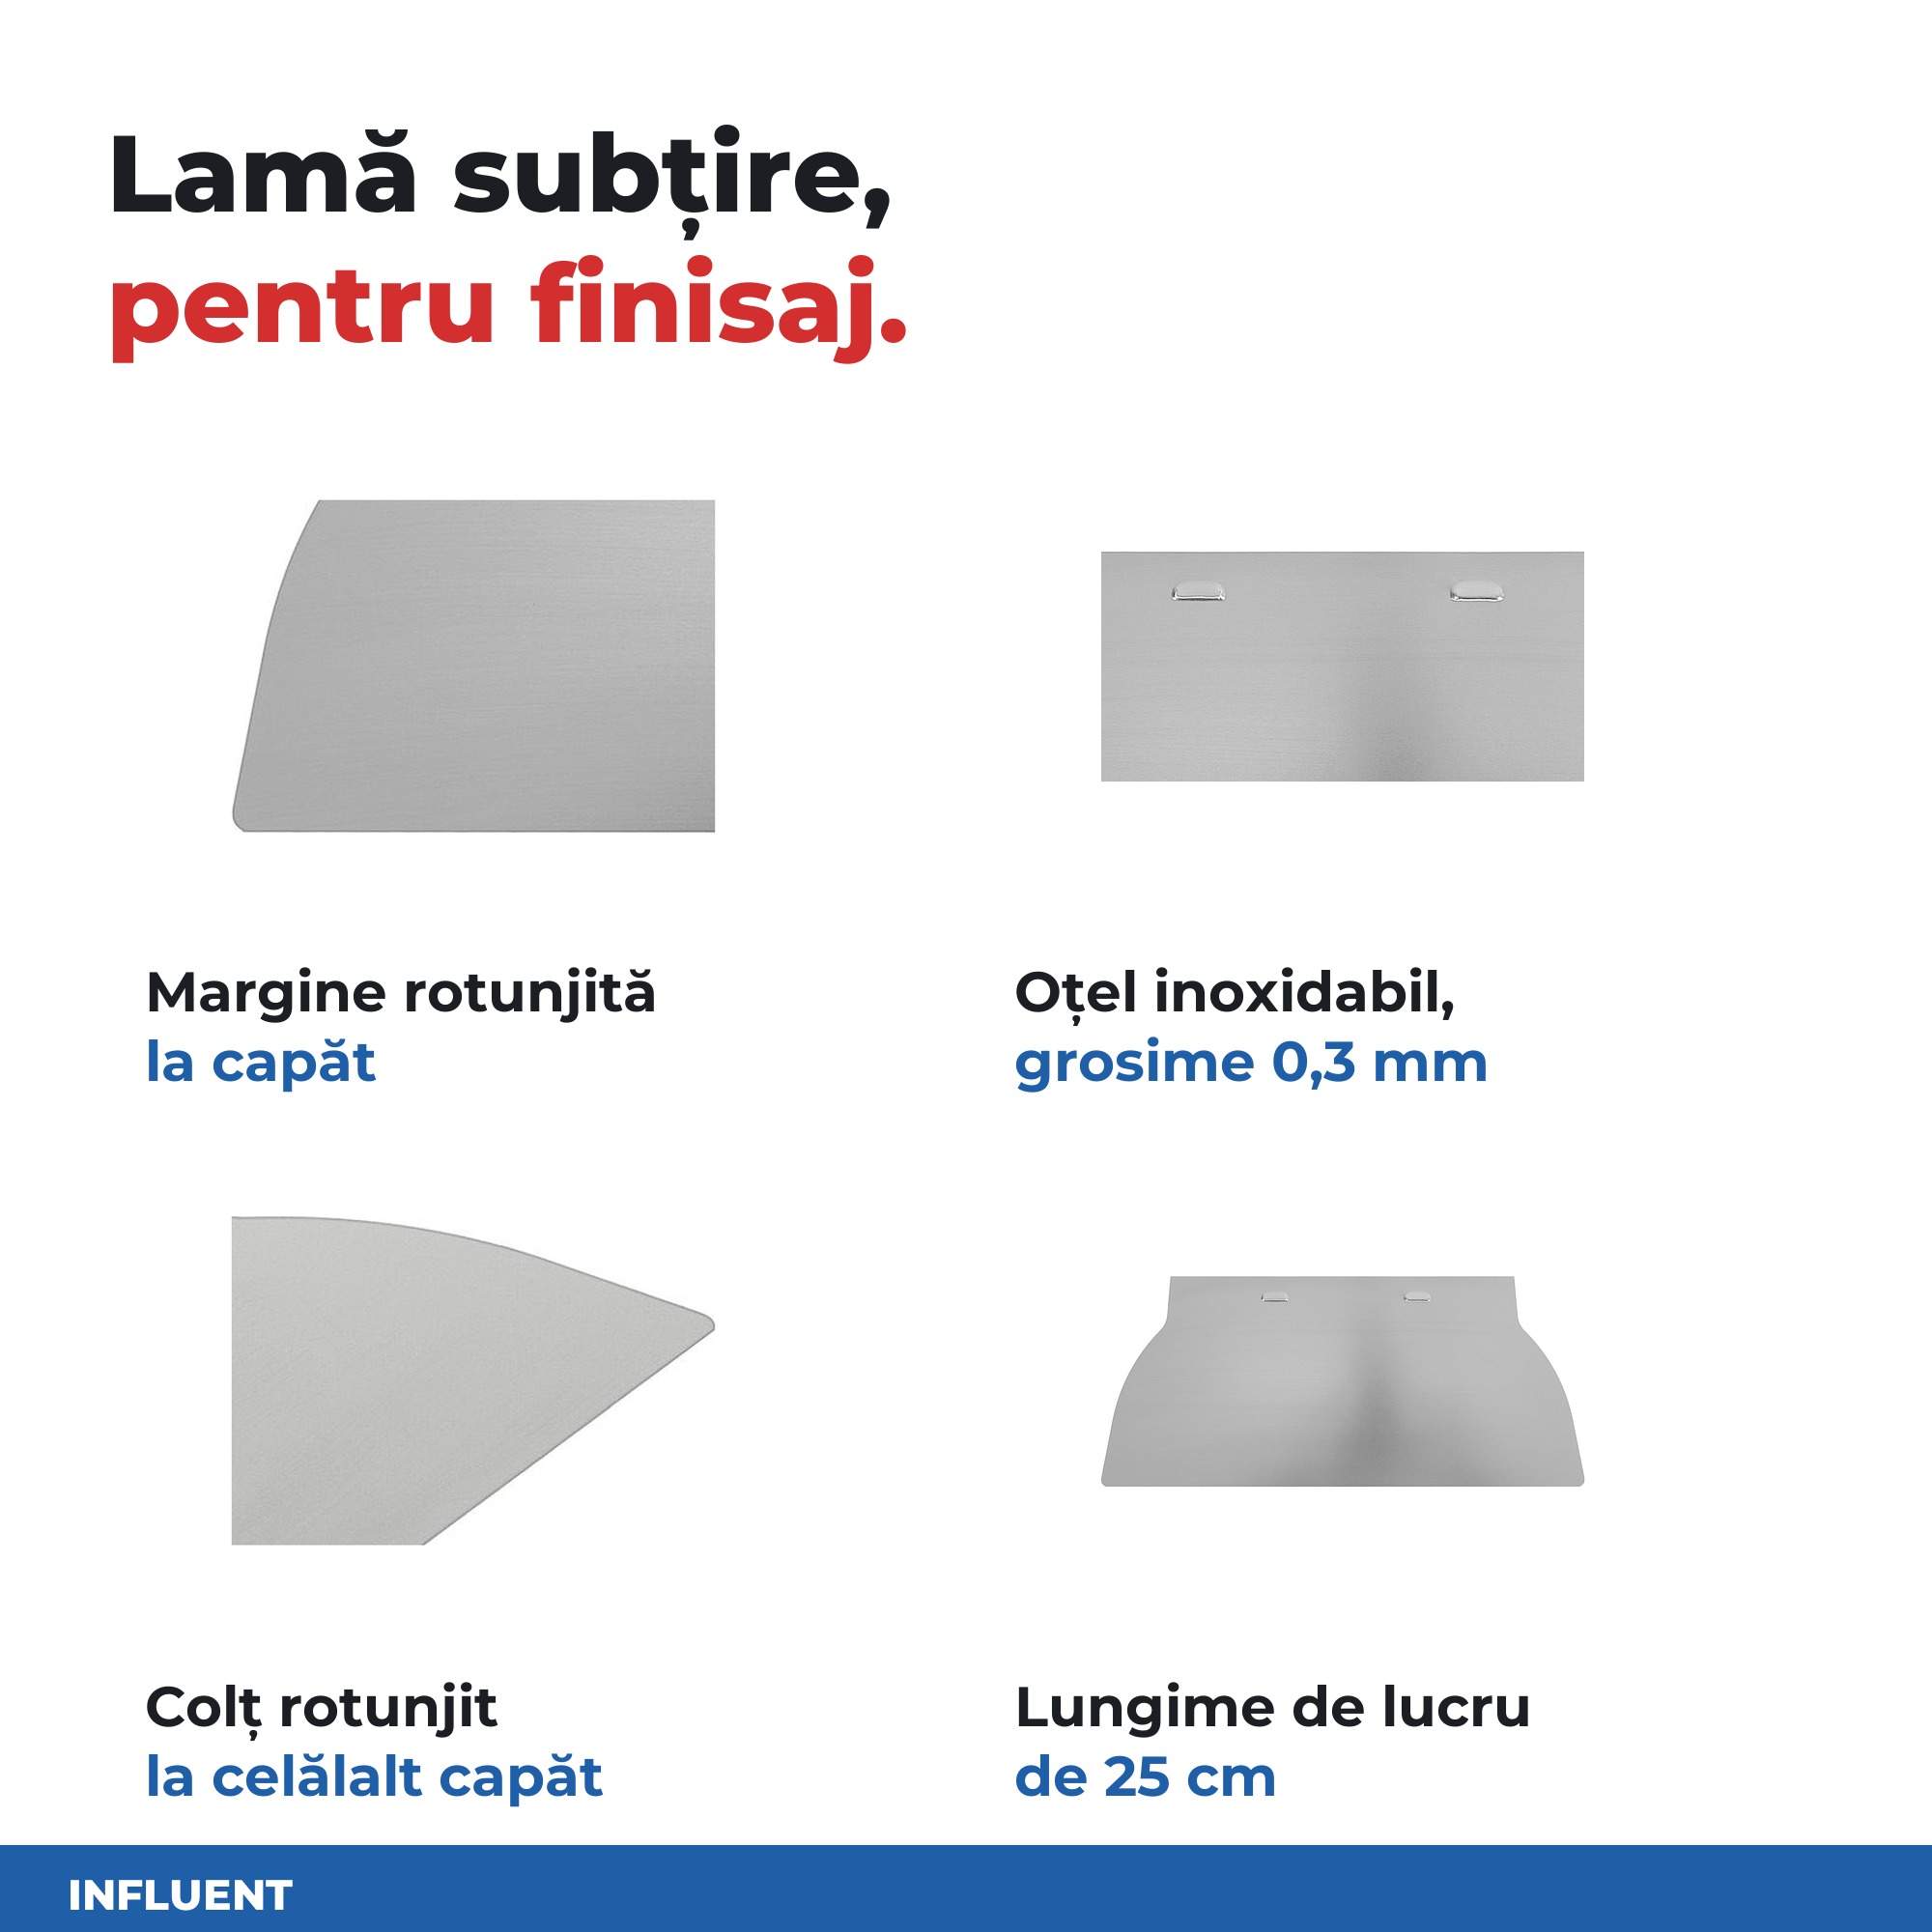 Lamă subțire,
pentru finisaj.
Margine rotunjită
la capăt
Oțel inoxidabil,
grosime 0,3 mm
Colț rotunjit
la celălalt capăt
Lungime de lucru
de 25 cm
INFLUENT